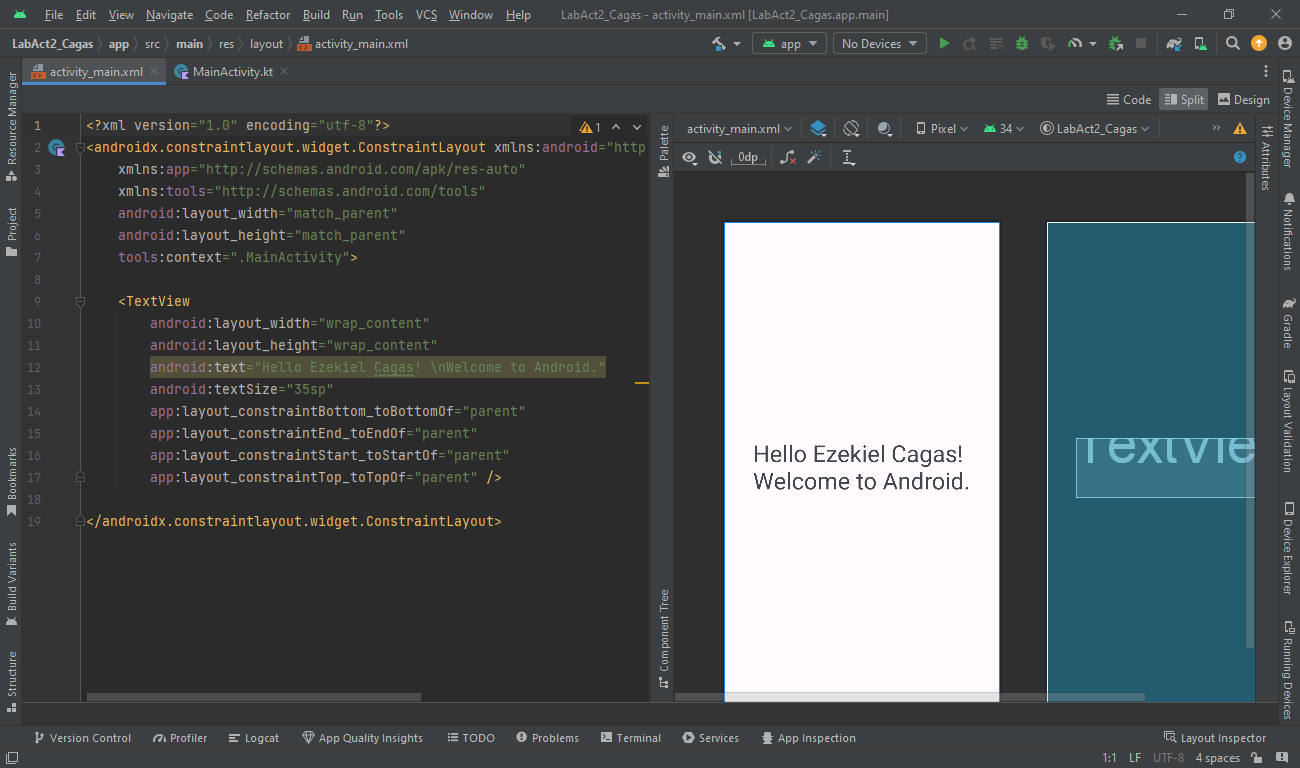 File Edit View Navigate Code Refactor Build Run Tools VCS Window Help LabAct2_Cagas - activity_main.xml [LabAct2_Cagas.app.main]
LabAct2_Cagas app src main res layout activity_main.xml app No Devices
activity_main.xml MainActivity.kt
Code Split Design
Resource Manager
Project
Bookmarks
Build Variants
Structure
1 <?xml version="1.0" encoding="utf-8"?> 1
2 <androidx.constraintlayout.widget.ConstraintLayout xmlns:android="http
3 xmlns:app="http://schemas.android.com/apk/res-auto"
4 xmlns:tools="http://schemas.android.com/tools"
5 android:layout_width="match_parent"
6 android:layout_height="match_parent"
7 tools:context=".MainActivity">
8
9 <TextView
10 android:layout_width="wrap_content"
11 android:layout_height="wrap_content"
12 android:text="Hello Ezekiel Cagas! \nWelcome to Android."
13 android:textSize="35sp"
14 app:layout_constraintBottom_toBottomOf="parent"
15 app:layout_constraintEnd_toEndOf="parent"
16 app:layout_constraintStart_toStartOf="parent"
17 app:layout_constraintTop_toTopOf="parent" />
18
19 </androidx.constraintlayout.widget.ConstraintLayout>
Palette
Component Tree
activity_main.xml Pixel 34 LabAct2_Cagas
0dp
Hello Ezekiel Cagas!
Welcome to Android.
TextVie
Attributes
Device Manager
Notifications
Gradle
Layout Validation
Device Explorer
Running Devices
Version Control Profiler Logcat App Quality Insights TODO Problems Terminal Services App Inspection Layout Inspector
1:1 LF UTF-8 4 spaces